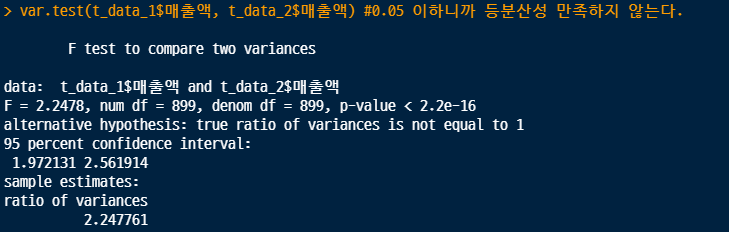 > var.test(t_data_1$매출액, t_data_2$매출액) #0.05 이하니까 등분산성 만족하지 않는다.
F test to compare two variances
data:  t_data_1$매출액 and t_data_2$매출액
F = 2.2478, num df = 899, denom df = 899, p-value < 2.2e-16
alternative hypothesis: true ratio of variances is not equal to 1
95 percent confidence interval:
1.972131 2.561914
sample estimates:
ratio of variances
2.247761